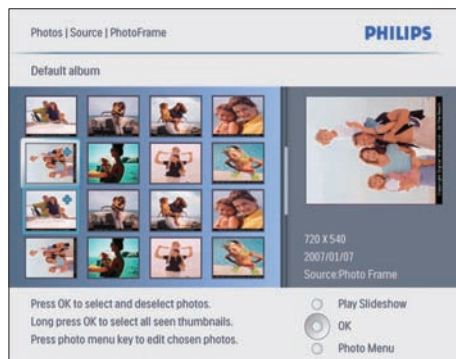 Photos | Source | PhotoFrame
PHILIPS
Default album
720 X 540
2007/01/07
Source:Photo Frame
Press OK to select and deselect photos.
Long press OK to select all seen thumbnails.
Press photo menu key to edit chosen photos.
Play Slideshow
OK
Photo Menu